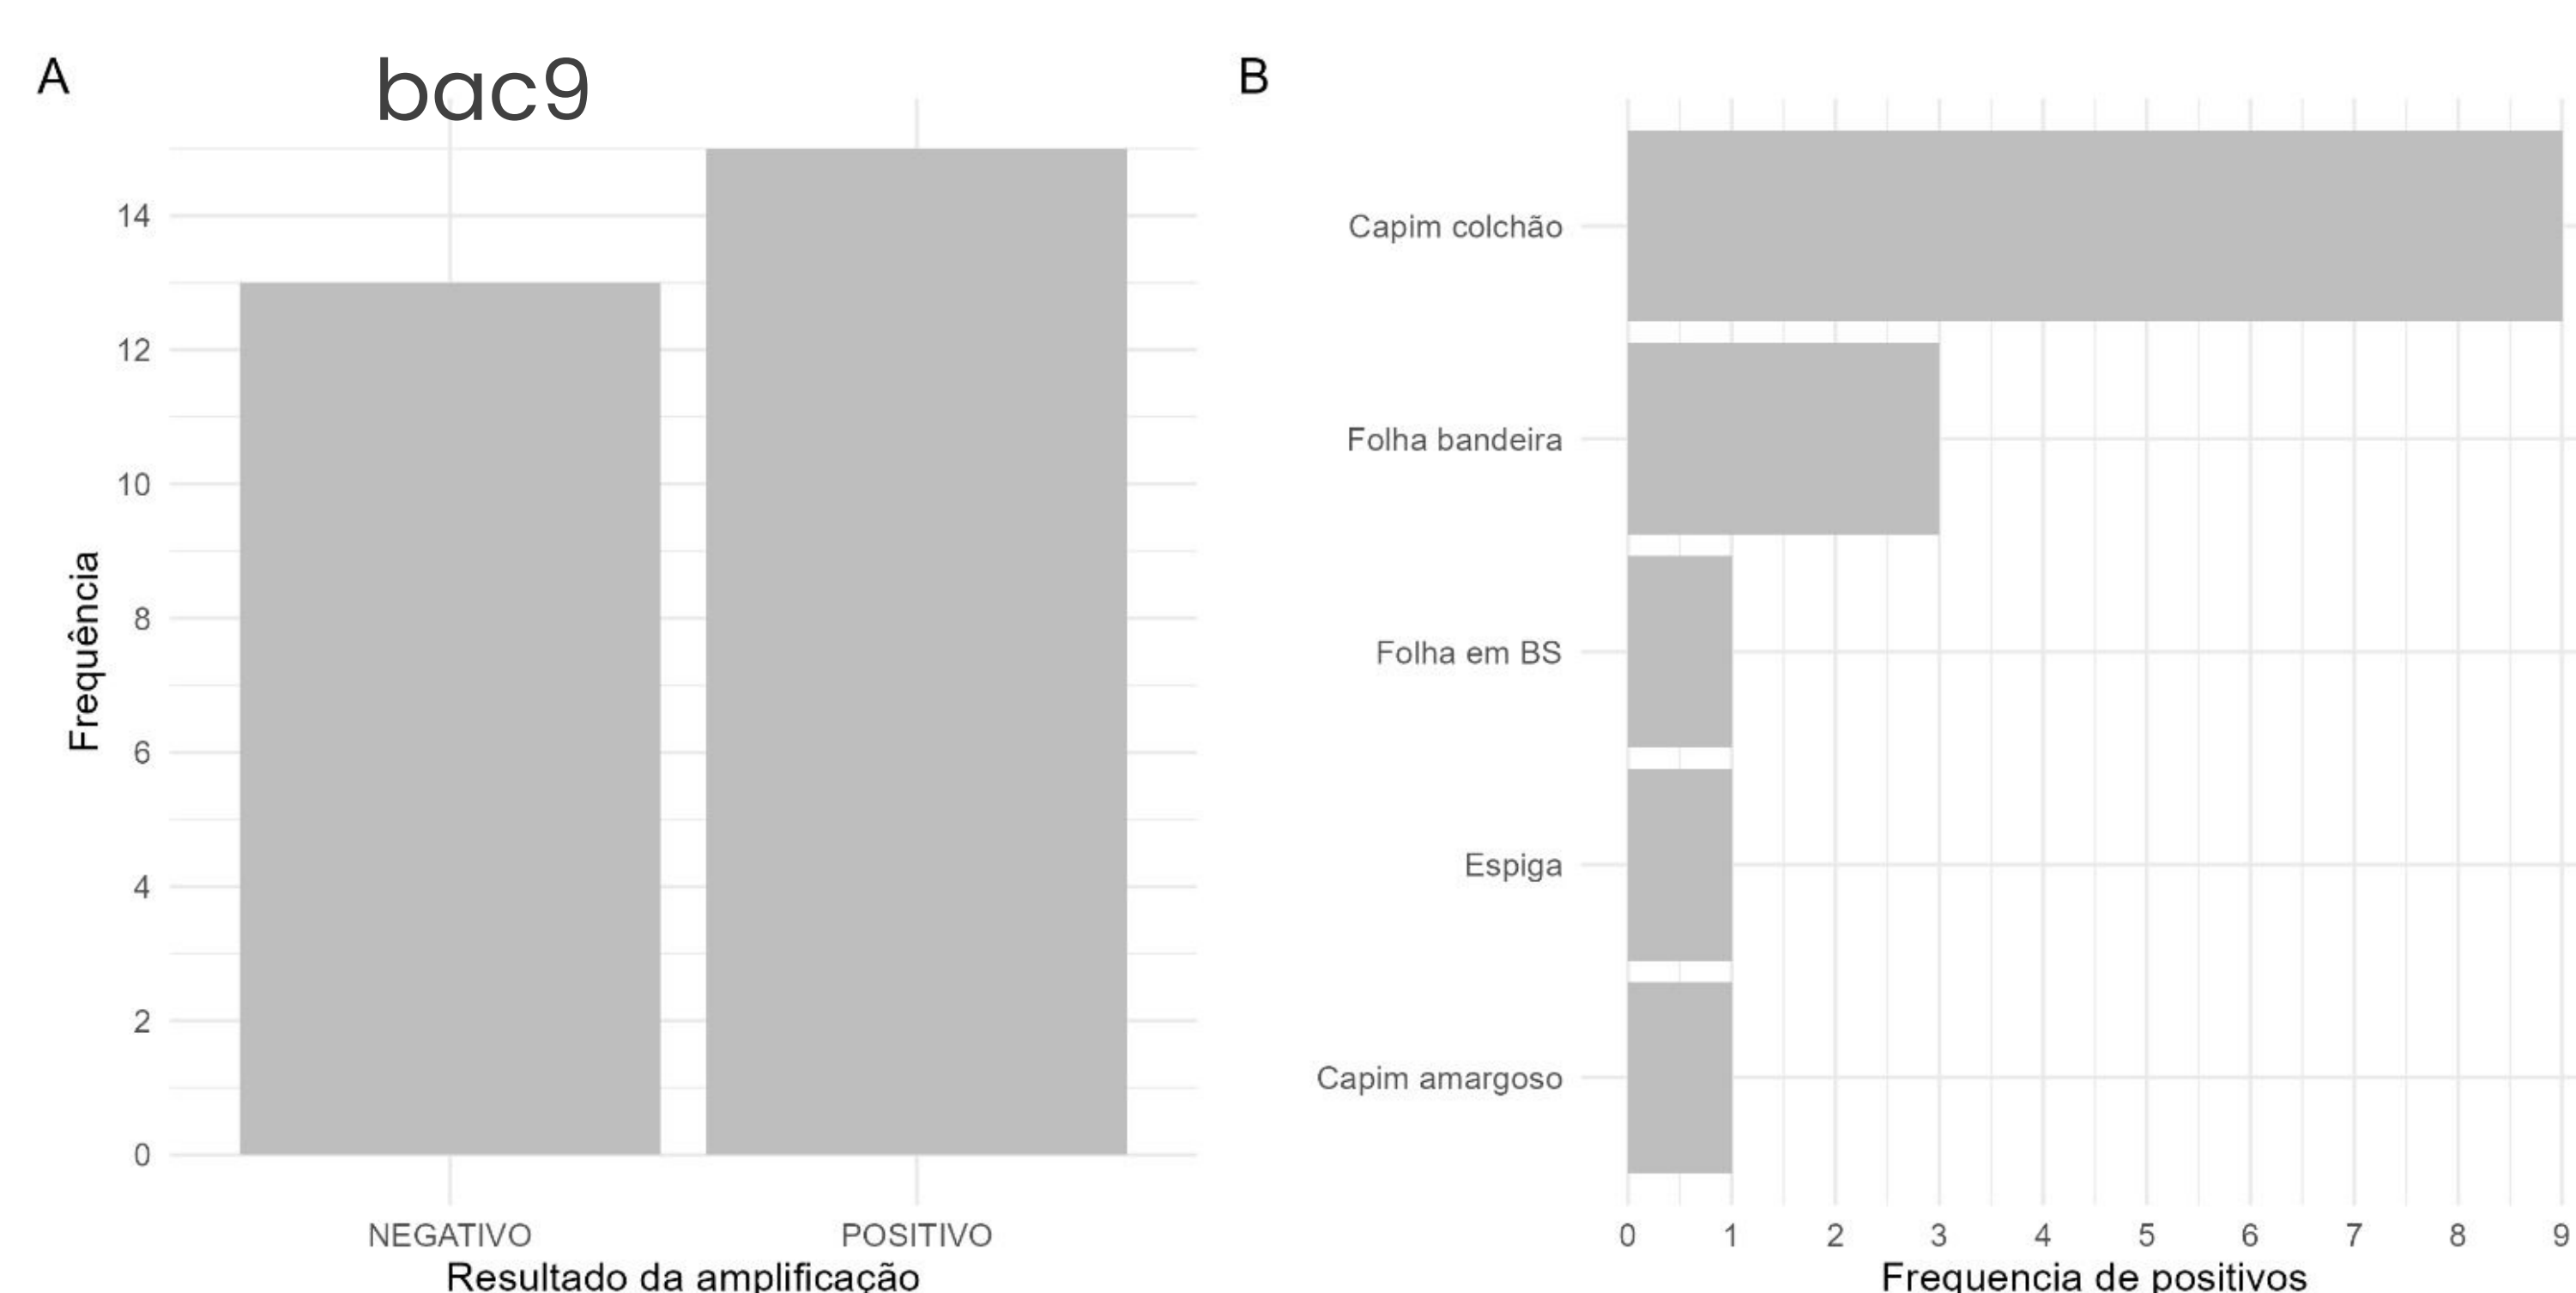 A
bac9
14
12
10
8
6
4
2
0
Frequência
NEGATIVO
POSITIVO
Resultado da amplificação
B
Capim colchão
Folha bandeira
Folha em BS
Espiga
Capim amargoso
0 1 2 3 4 5 6 7 8 9
Frequencia de positivos